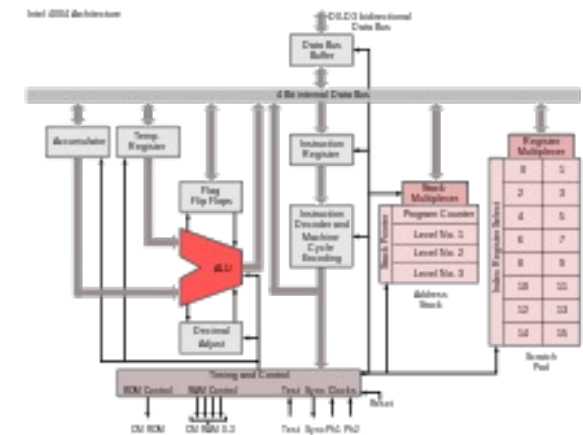 Intel 4004 Architecture
D0-D3 bidirectional
Data Bus
Data Bus
Buffer
4 Bit internal Data Bus
Accumulator
Temp.
Register
Instruction
Register
Register
Multiplexer
Flag
Flip Flops
Stack
Multiplexer
Index Register Select
0 1
2 3
4 5
6 7
8 9
10 11
12 13
14 15
Scratch
Pad
Instruction
Decoder and
Machine
Cycle
Encoding
Stack Pointer
Program Counter
Level No. 1
Level No. 2
Level No. 3
Address
Stack
ALU
Decimal
Adjust
Timing and Control
ROM Control RAM Control Test Sync Clocks
Reset
CM ROM CM RAM 0-3 Test Sync Ph1 Ph2